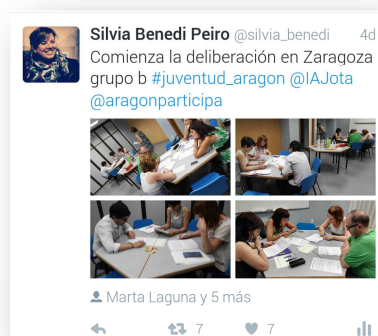 Silvia Benedi Peiro @silvia_benedi 4d
Comienza la deliberación en Zaragoza
grupo b #juventud_aragon @IAJota
@aragonparticipa
Marta Laguna y 5 más
7 7